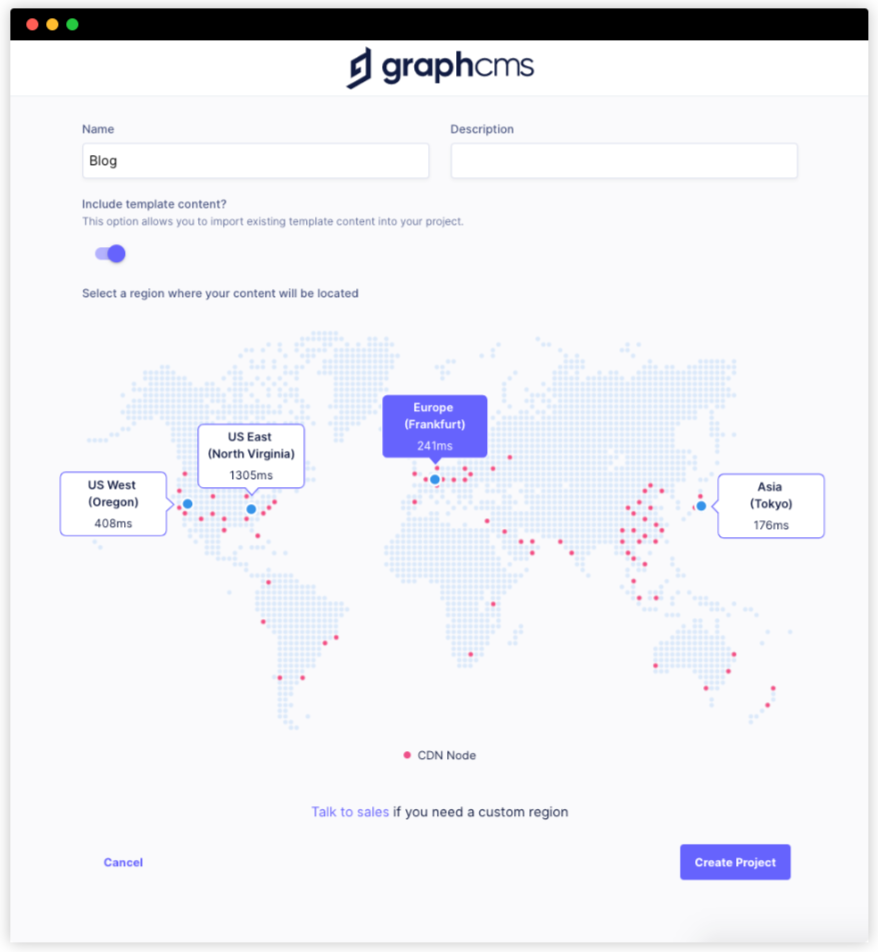 graphcms
Name
Description
Blog
Include template content?
This option allows you to import existing template content into your project.
Select a region where your content will be located
Europe
(Frankfurt)
241ms
US East
(North Virginia)
1305ms
US West
(Oregon)
408ms
Asia
(Tokyo)
176ms
CDN Node
Talk to sales if you need a custom region
Cancel
Create Project